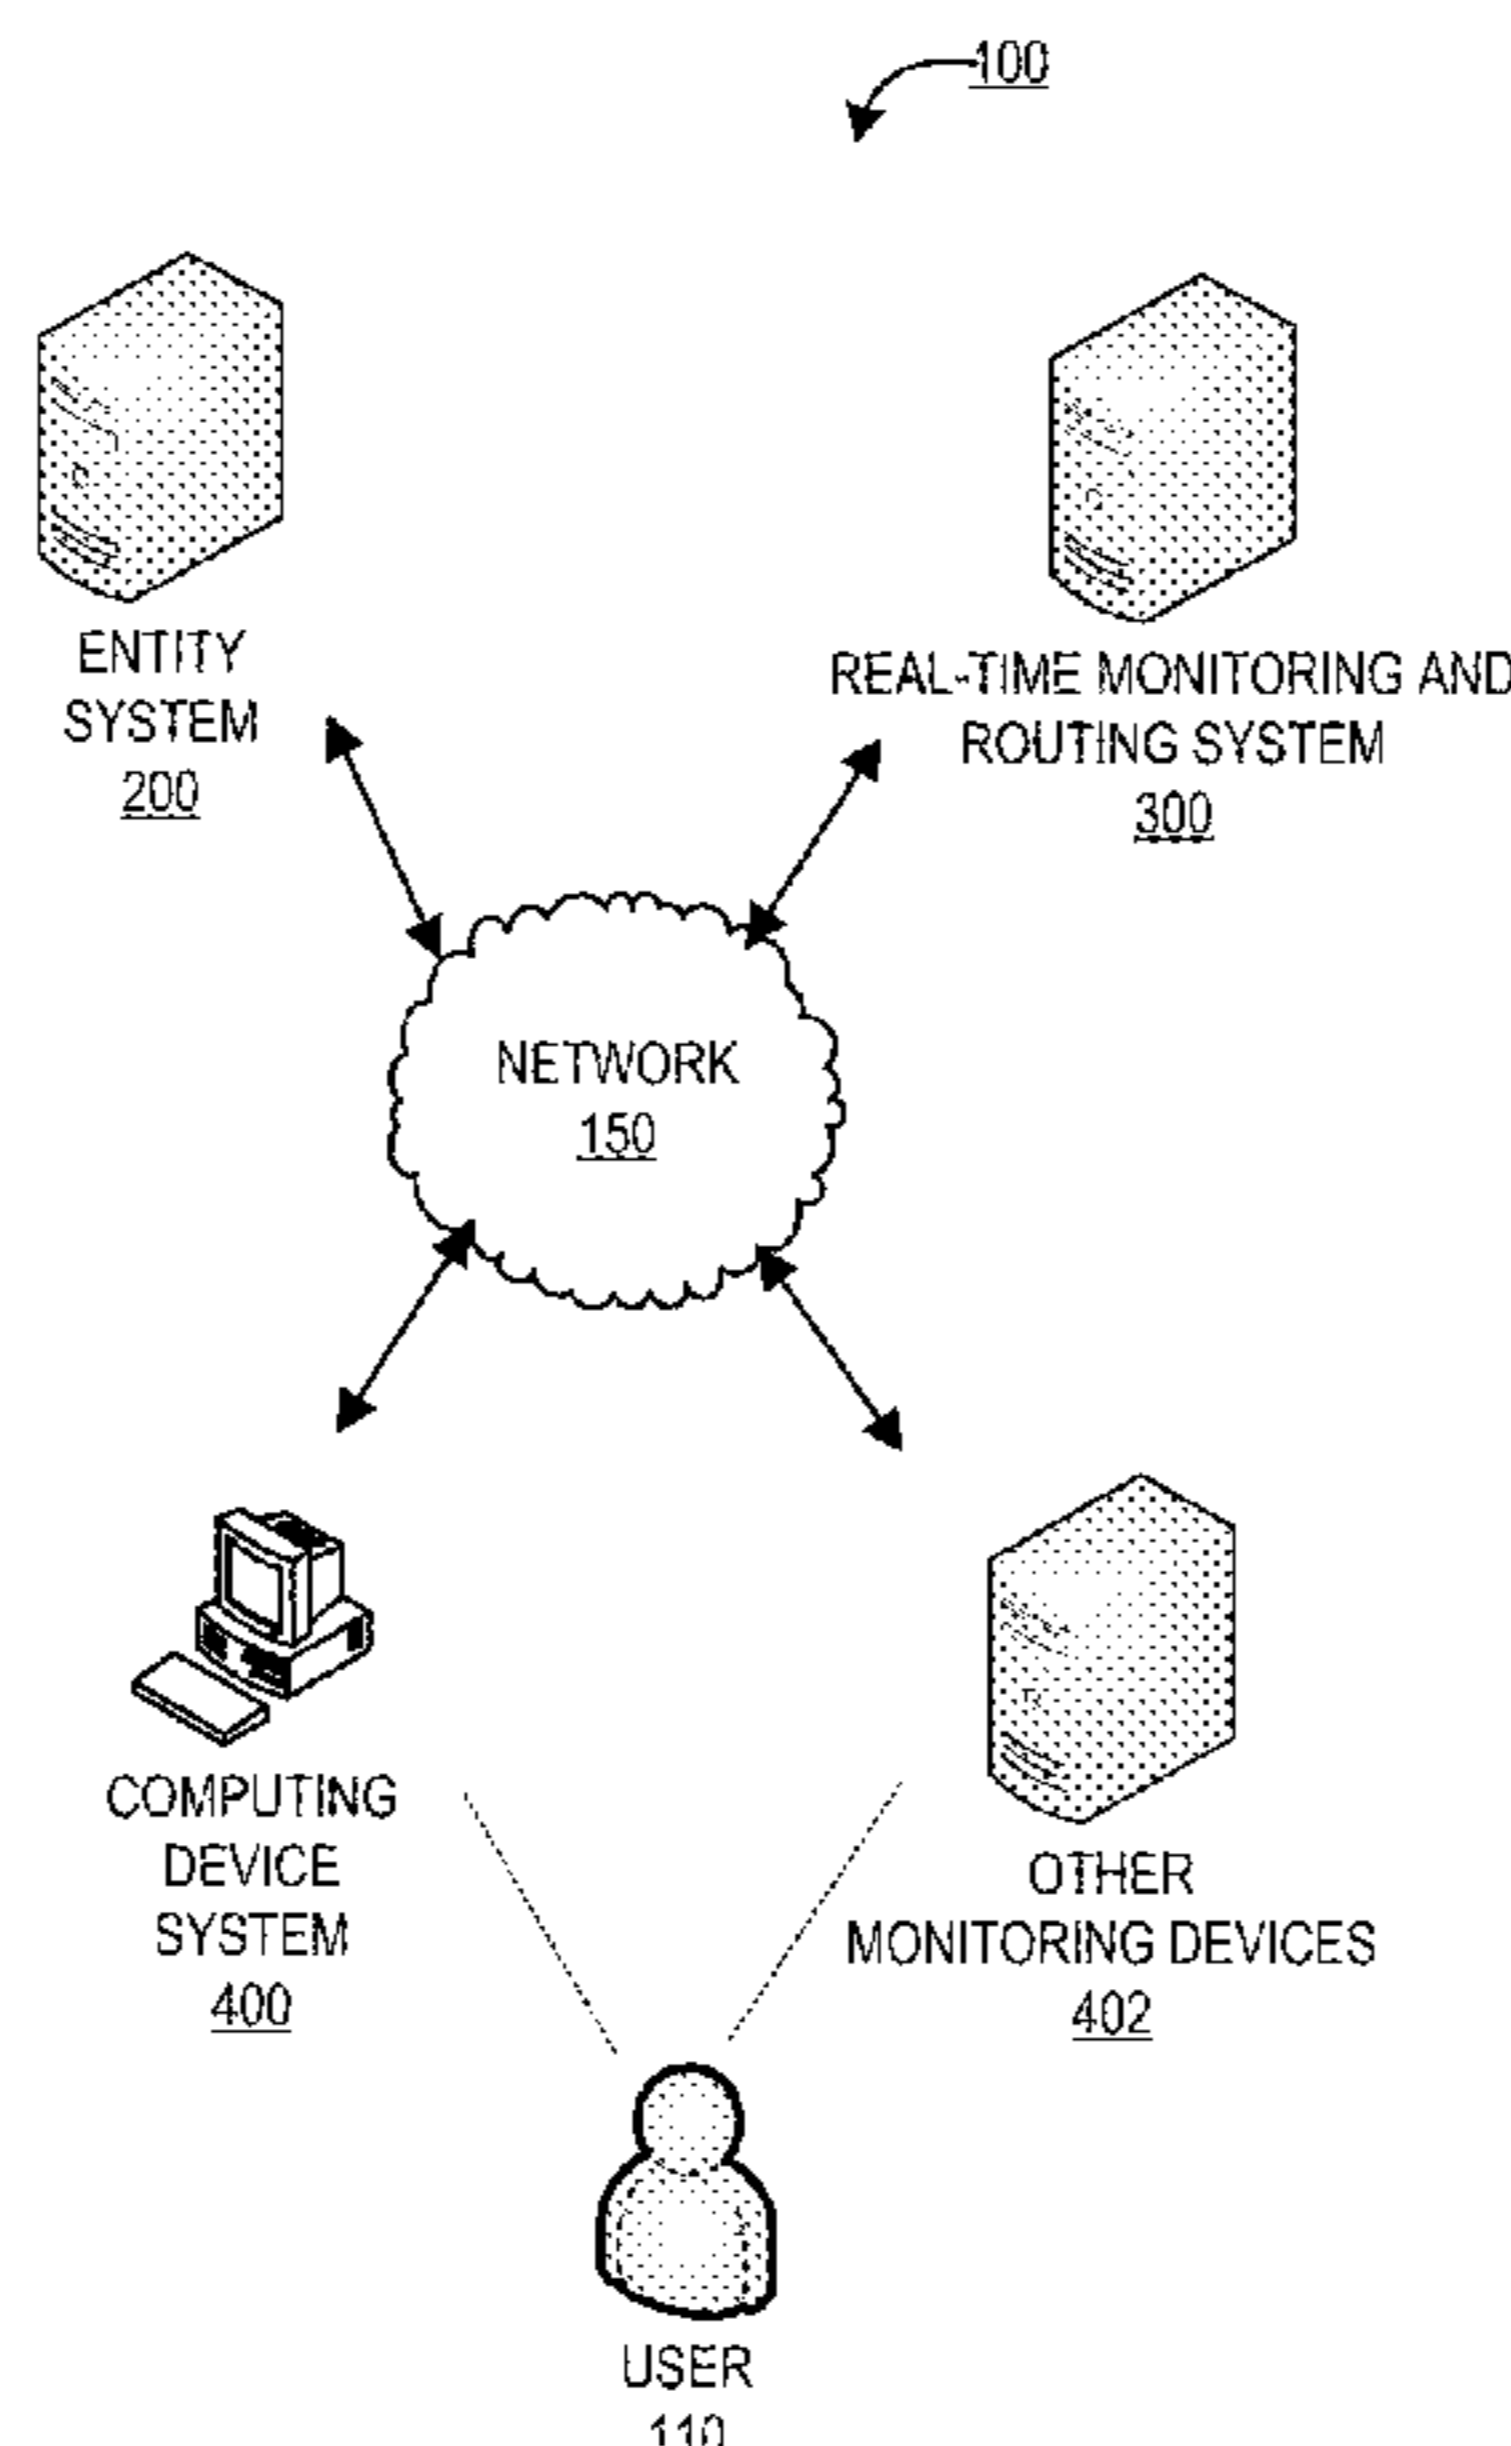 100
ENTITY
SYSTEM
200
REAL-TIME MONITORING AND
ROUTING SYSTEM
300
NETWORK
150
COMPUTING
DEVICE
SYSTEM
400
OTHER
MONITORING DEVICES
402
USER
110